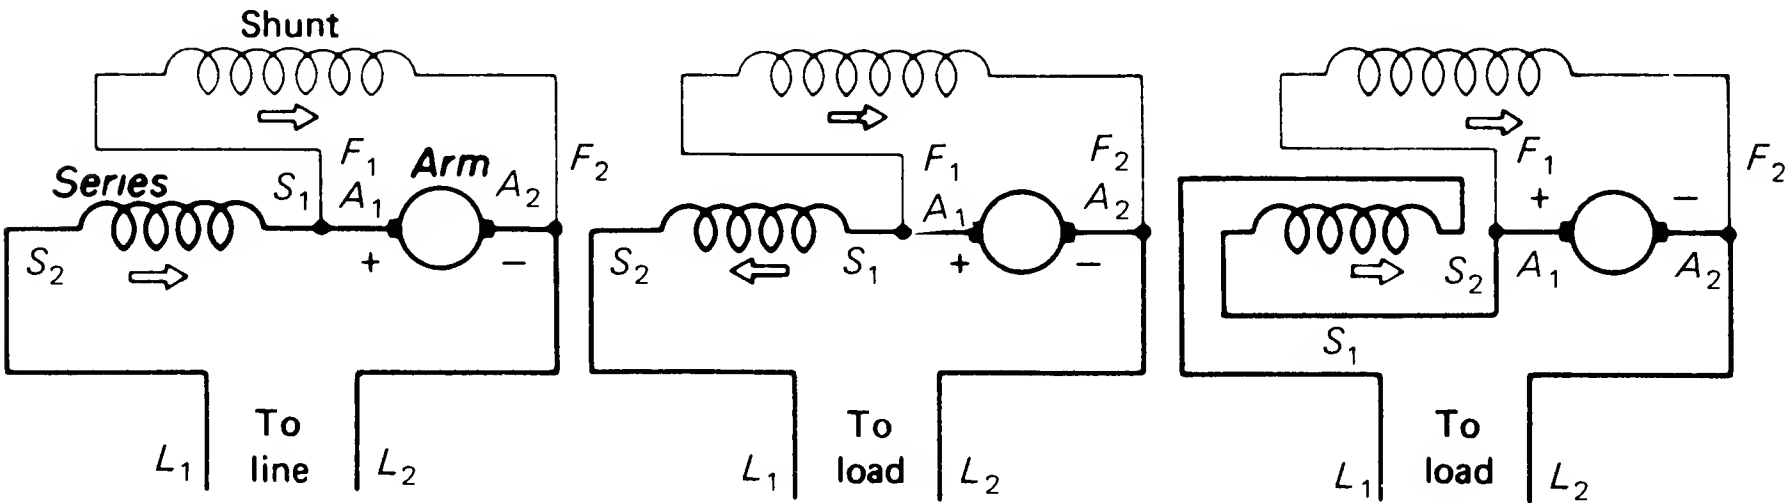 Shunt
F1
Arm
F2
Series
S1
A1
A2
S2
+
−
To
line
L1
L2
F1
F2
A1
A2
S2
S1
+
−
To
load
L1
L2
F1
F2
+
−
S2
A1
A2
S1
To
load
L1
L2